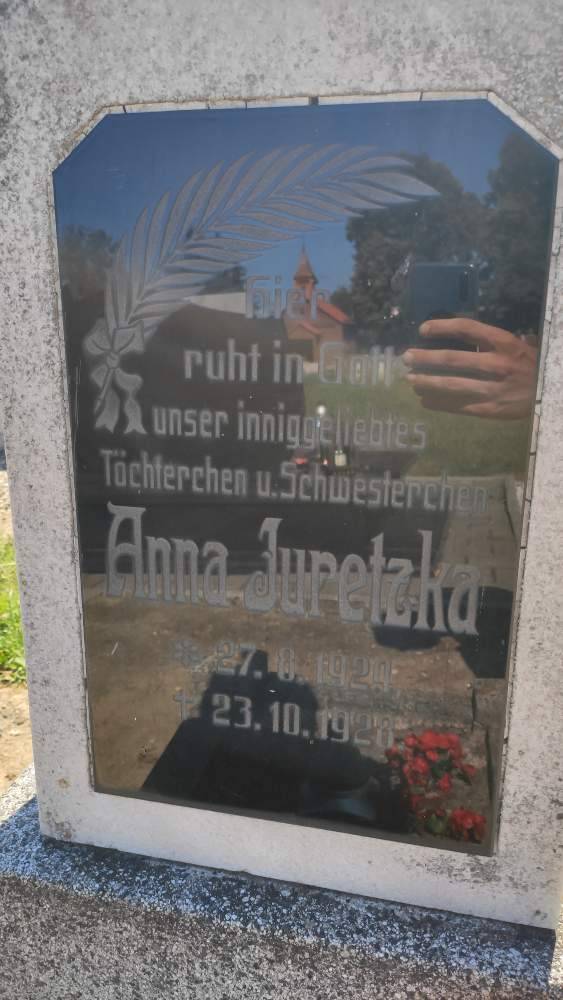 hier
ruht in Gott
unser inniggeliebtes
Töchterchen u. Schwesterchen
Anna Juretzka
* 27. 8. 1924
† 23. 10. 1928